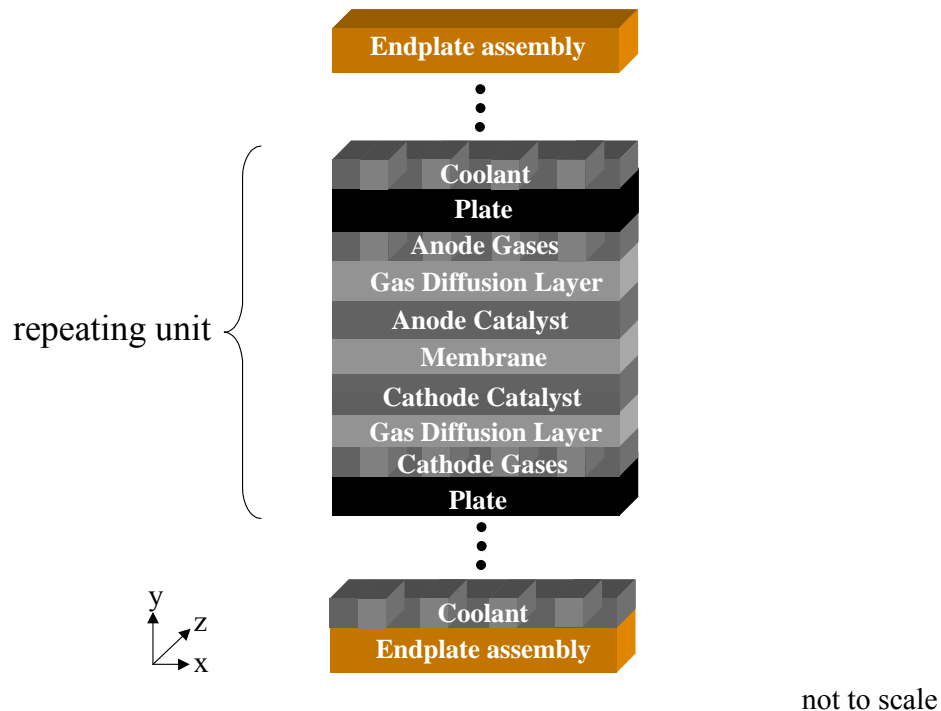 Endplate assembly
Coolant
Plate
Anode Gases
Gas Diffusion Layer
Anode Catalyst
repeating unit
Membrane
Cathode Catalyst
Gas Diffusion Layer
Cathode Gases
Plate
y
z
x
Coolant
Endplate assembly
not to scale